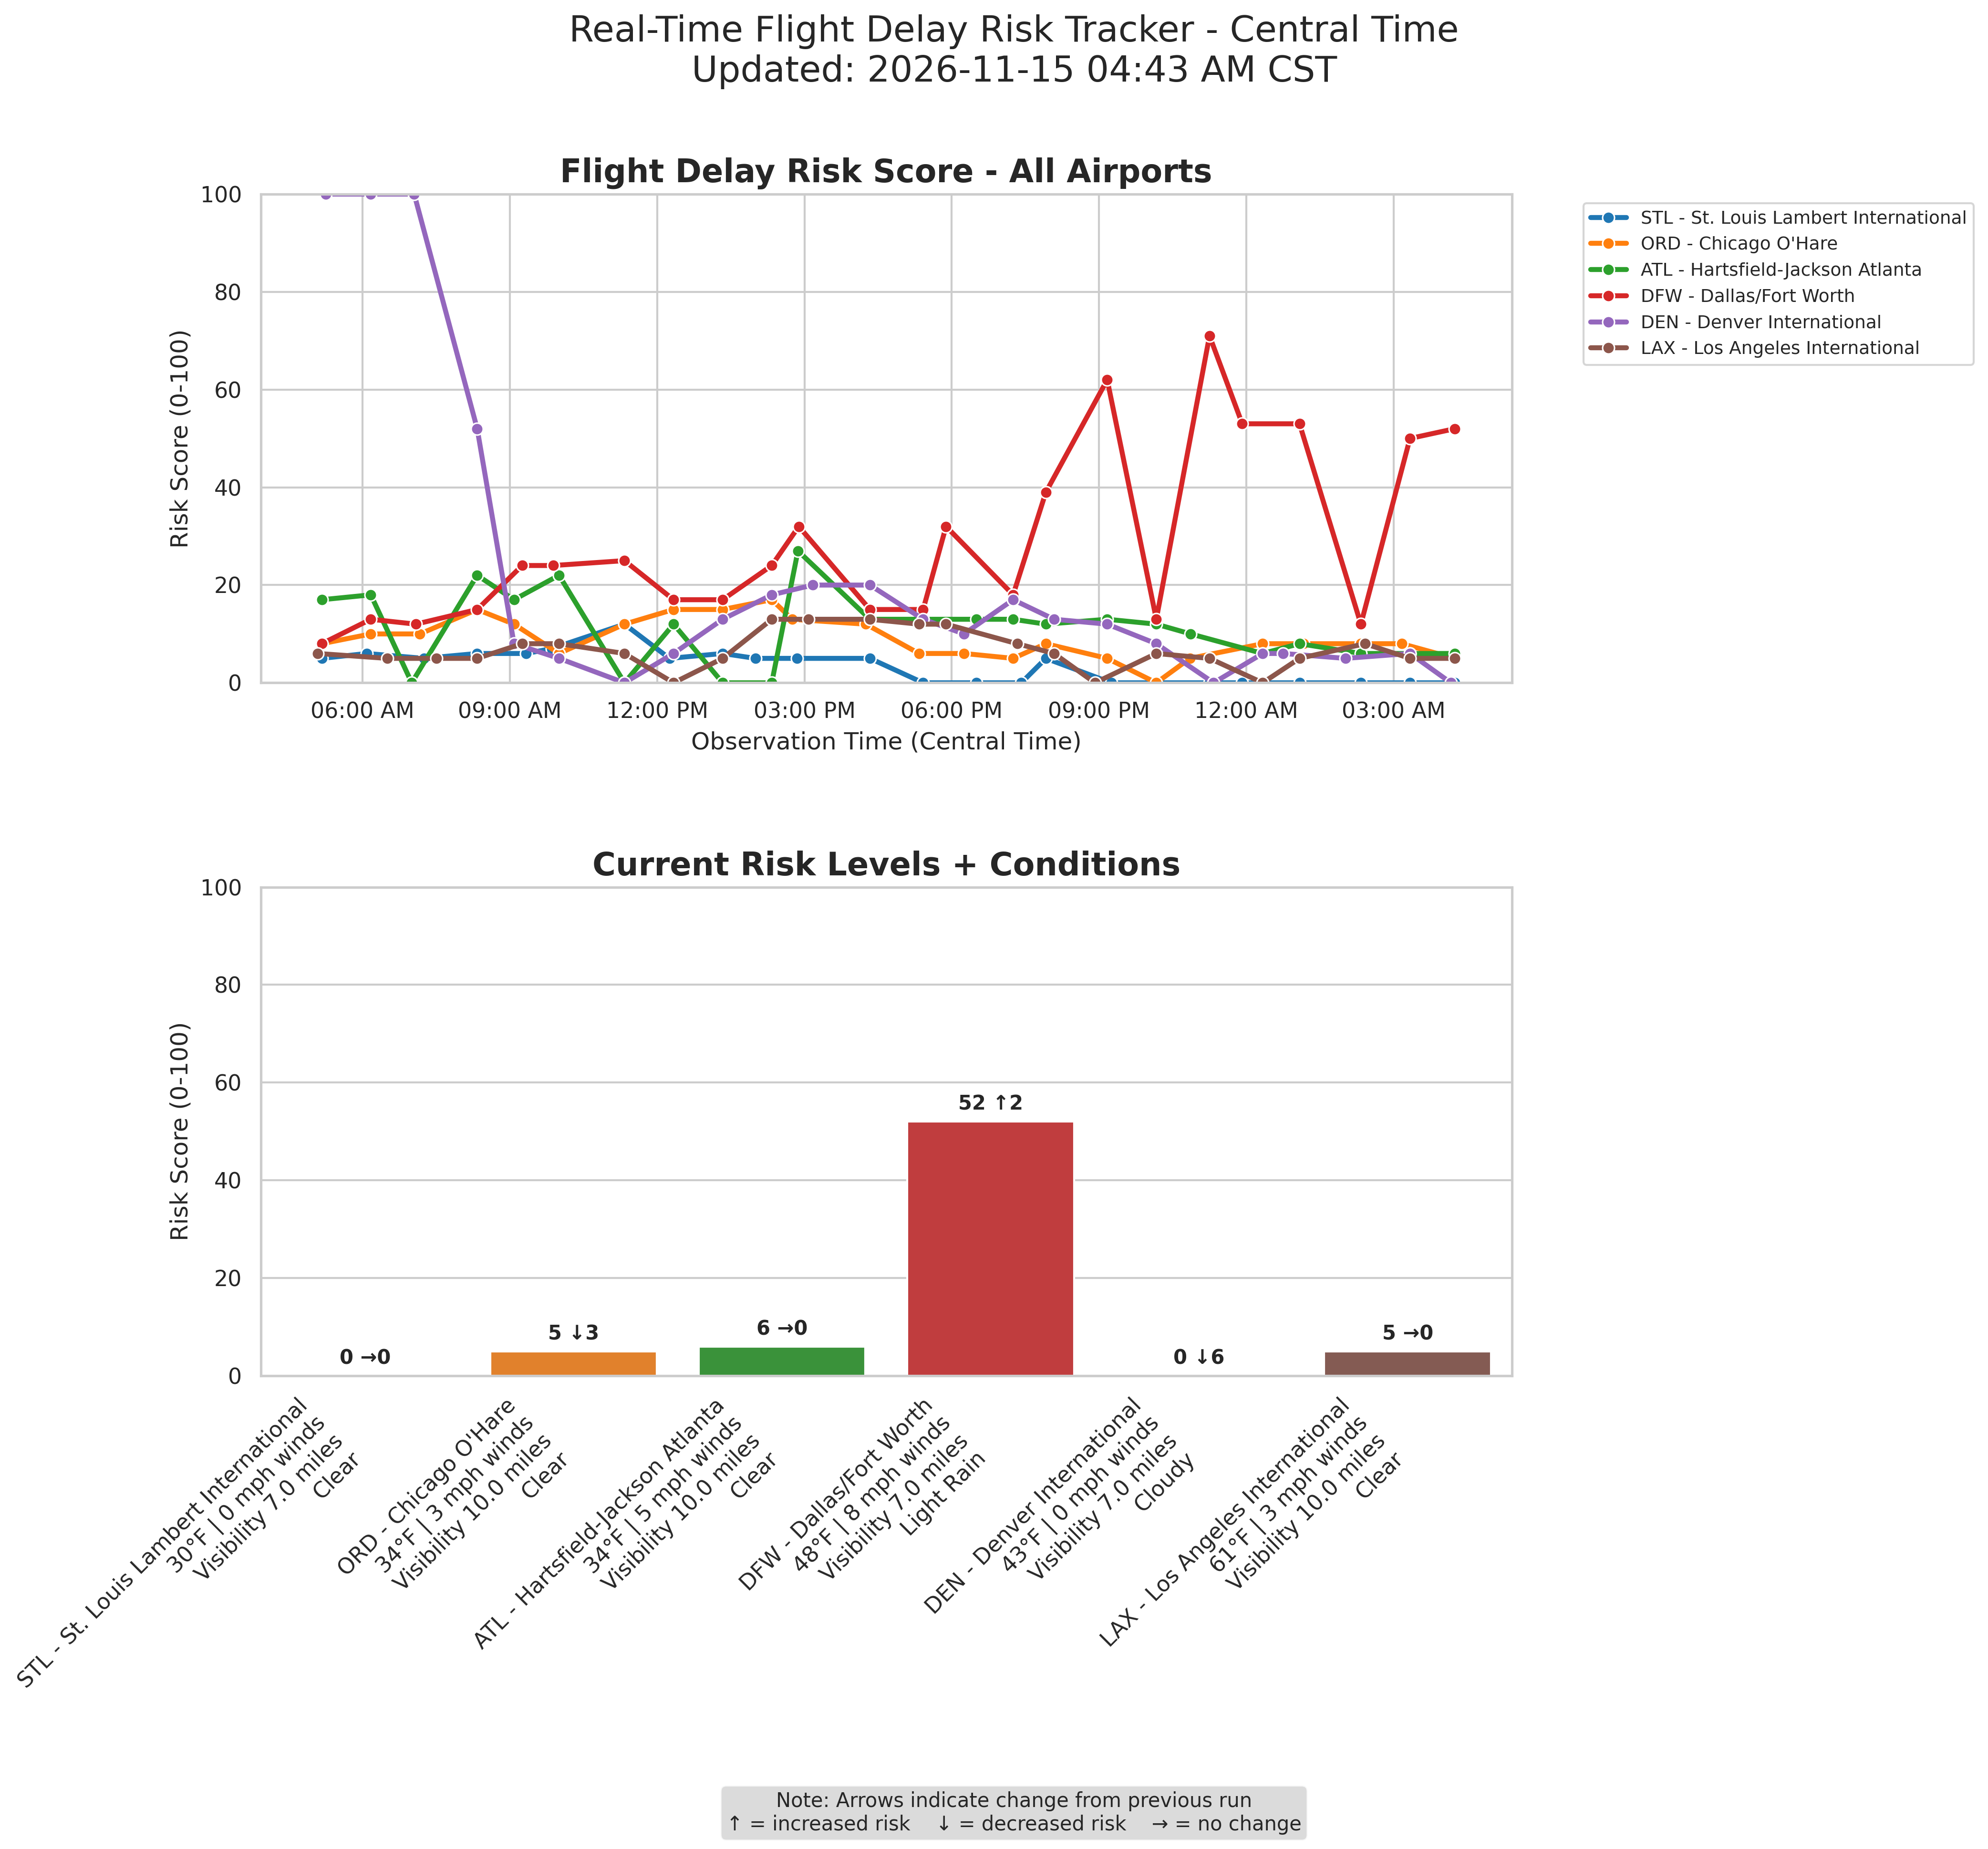 Real-Time Flight Delay Risk Tracker - Central Time
Updated: 2026-11-15 04:43 AM CST
Flight Delay Risk Score - All Airports
100
80
60
40
20
0
Risk Score (0-100)
06:00 AM
09:00 AM
12:00 PM
03:00 PM
06:00 PM
09:00 PM
12:00 AM
03:00 AM
Observation Time (Central Time)
STL - St. Louis Lambert International
ORD - Chicago O'Hare
ATL - Hartsfield-Jackson Atlanta
DFW - Dallas/Fort Worth
DEN - Denver International
LAX - Los Angeles International
Current Risk Levels + Conditions
100
80
60
40
20
0
Risk Score (0-100)
0 →0
5 ↓3
6 →0
52 ↑2
0 ↓6
5 →0
STL - St. Louis Lambert International
30°F | 0 mph winds
Visibility 7.0 miles
Clear
ORD - Chicago O'Hare
34°F | 3 mph winds
Visibility 10.0 miles
Clear
ATL - Hartsfield-Jackson Atlanta
34°F | 5 mph winds
Visibility 10.0 miles
Clear
DFW - Dallas/Fort Worth
48°F | 8 mph winds
Visibility 7.0 miles
Light Rain
DEN - Denver International
43°F | 0 mph winds
Visibility 7.0 miles
Cloudy
LAX - Los Angeles International
61°F | 3 mph winds
Visibility 10.0 miles
Clear
Note: Arrows indicate change from previous run
↑ = increased risk ↓ = decreased risk → = no change